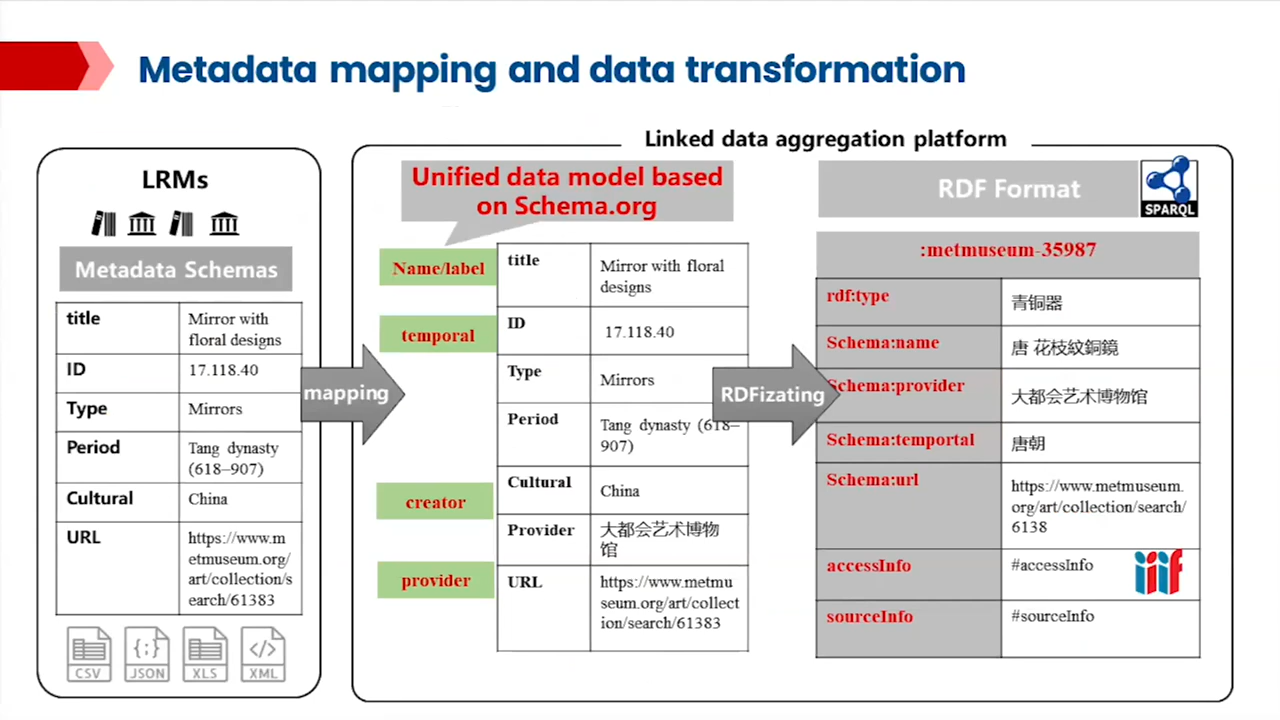 Metadata mapping and data transformation
Linked data aggregation platform
LRMs
Metadata Schemas
title
Mirror with
floral designs
ID
17.118.40
Type
Mirrors
Period
Tang dynasty
(618–907)
Cultural
China
URL
https://www.m
etmuseum.org/
art/collection/s
earch/61383
CSV
JSON
XLS
XML
mapping
Unified data model based
on Schema.org
Name/label
temporal
creator
provider
title
Mirror with floral
designs
ID
17.118.40
Type
Mirrors
Period
Tang dynasty (618–
907)
Cultural
China
Provider
大都会艺术博物
馆
URL
https://www.metmu
seum.org/art/collect
ion/search/61383
RDFizating
RDF Format
SPARQL
:metmuseum-35987
rdf:type
青铜器
Schema:name
唐 花枝紋銅鏡
Schema:provider
大都会艺术博物馆
Schema:temportal
唐朝
Schema:url
https://www.metmuseum.
org/art/collection/search/
6138
accessInfo
#accessInfo
iiif
sourceInfo
#sourceInfo